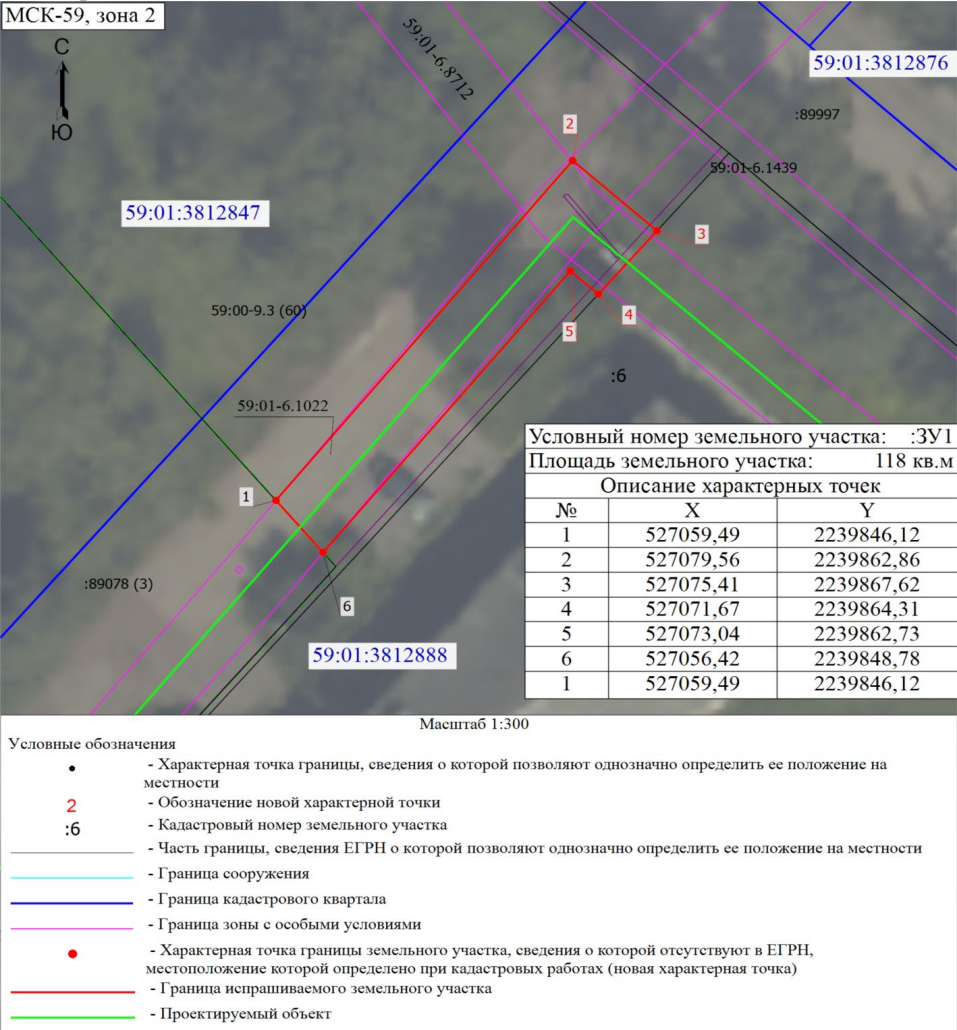 МСК-59, зона 2
С
Ю
59:01-6.8712
59:01:3812876
:89997
2
59:01-6.1439
59:01:3812847
3
59:00-9.3 (60)
4
5
:6
59:01-6.1022
1
:89078 (3)
6
59:01:3812888
Условный номер земельного участка: :ЗУ1
Площадь земельного участка: 118 кв.м
Описание характерных точек
№ X Y
1 527059,49 2239846,12
2 527079,56 2239862,86
3 527075,41 2239867,62
4 527071,67 2239864,31
5 527073,04 2239862,73
6 527056,42 2239848,78
1 527059,49 2239846,12
Масштаб 1:300
Условные обозначения
- Характерная точка границы, сведения о которой позволяют однозначно определить ее положение на
местности
2 - Обозначение новой характерной точки
:6 - Кадастровый номер земельного участка
- Часть границы, сведения ЕГРН о которой позволяют однозначно определить ее положение на местности
- Граница сооружения
- Граница кадастрового квартала
- Граница зоны с особыми условиями
- Характерная точка границы земельного участка, сведения о которой отсутствуют в ЕГРН,
местоположение которой определено при кадастровых работах (новая характерная точка)
- Граница испрашиваемого земельного участка
- Проектируемый объект